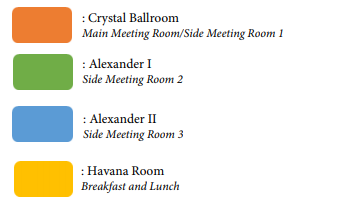 : Crystal Ballroom
Main Meeting Room/Side Meeting Room 1
: Alexander I
Side Meeting Room 2
: Alexander II
Side Meeting Room 3
: Havana Room
Breakfast and Lunch